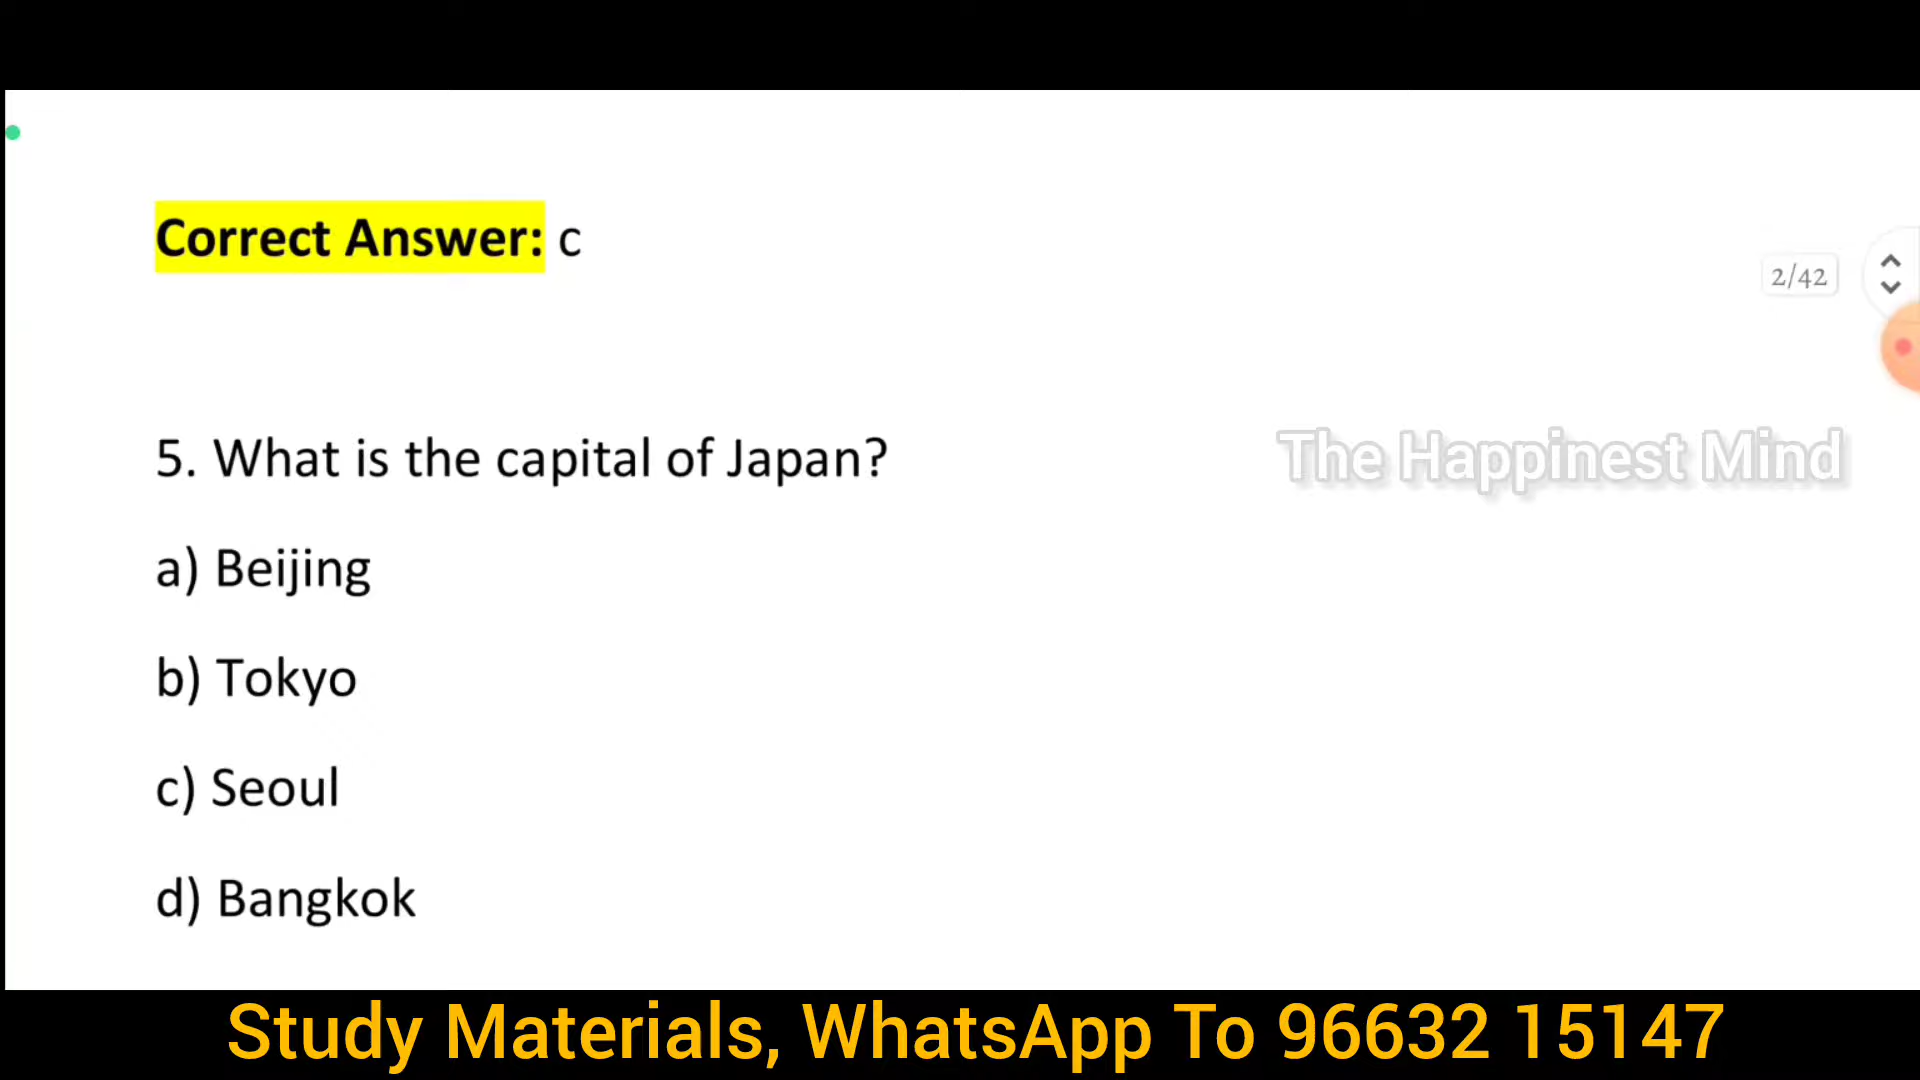 Correct Answer: c
2/42
5. What is the capital of Japan?
The Happinest Mind
a) Beijing
b) Tokyo
c) Seoul
d) Bangkok
Study Materials, WhatsApp To 96632 15147